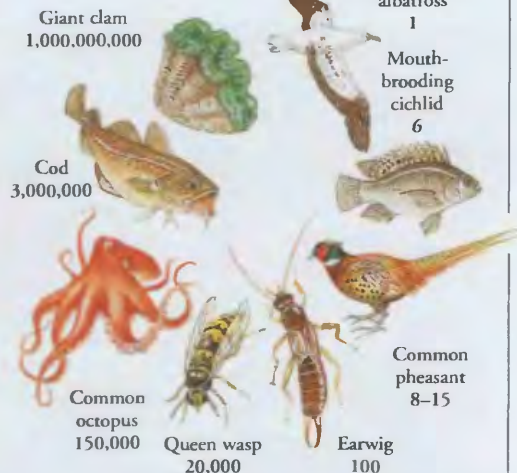 albatross
1
Giant clam
1,000,000,000
Mouth-
brooding
cichlid
6
Cod
3,000,000
Common
pheasant
8–15
Common
octopus
150,000
Queen wasp
20,000
Earwig
100